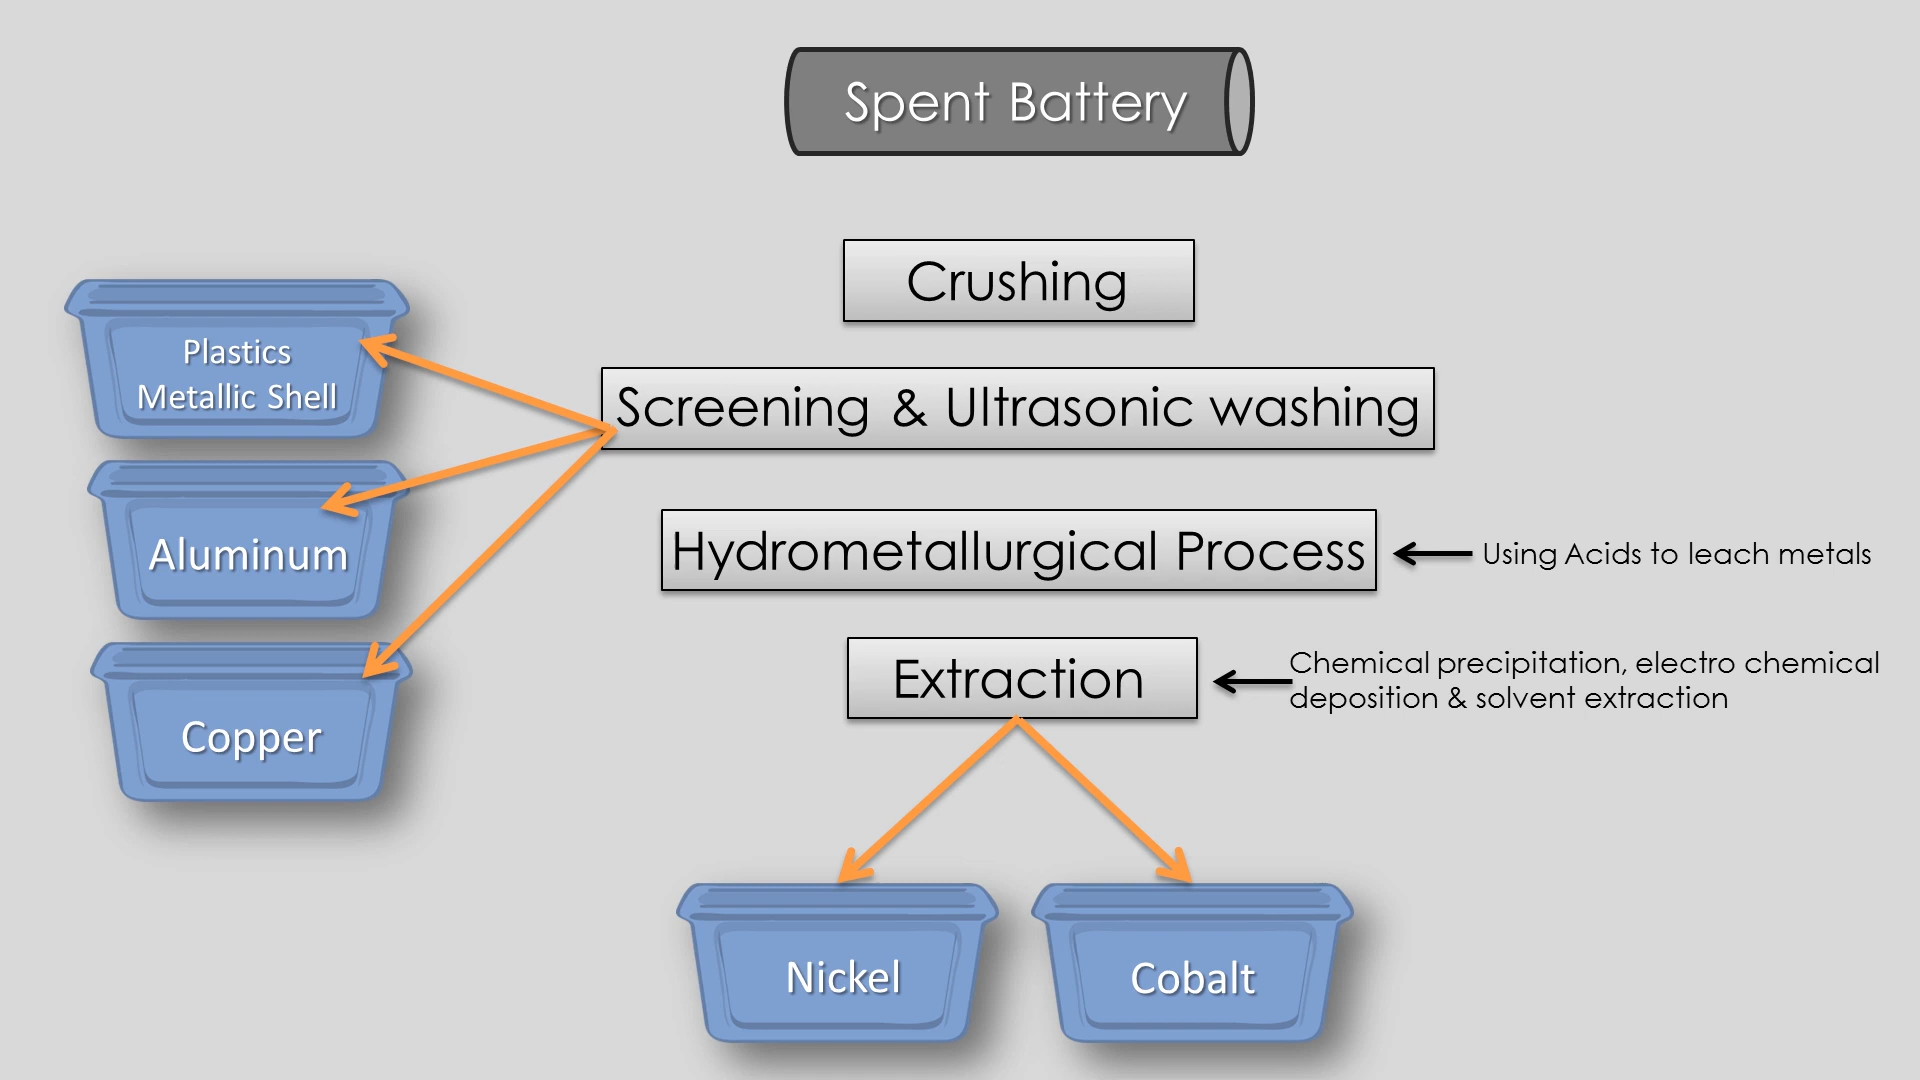 Spent Battery
Crushing
Screening & Ultrasonic washing
Plastics
Metallic Shell
Aluminum
Copper
Hydrometallurgical Process
Using Acids to leach metals
Extraction
Chemical precipitation, electro chemical
deposition & solvent extraction
Nickel
Cobalt